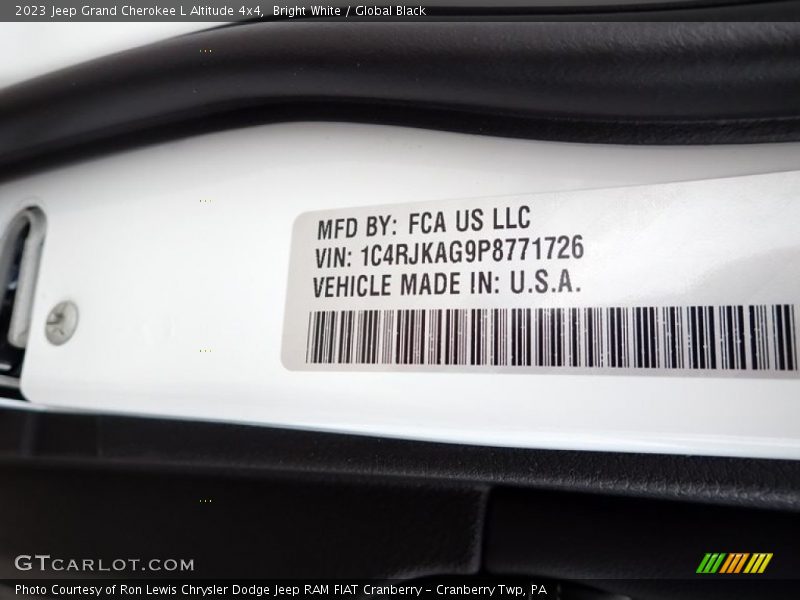 2023 Jeep Grand Cherokee L Altitude 4x4, Bright White / Global Black
MFD BY: FCA US LLC
VIN: 1C4RJKAG9P8771726
VEHICLE MADE IN: U.S.A.
GTCARLOT.COM
Photo Courtesy of Ron Lewis Chrysler Dodge Jeep RAM FIAT Cranberry – Cranberry Twp, PA